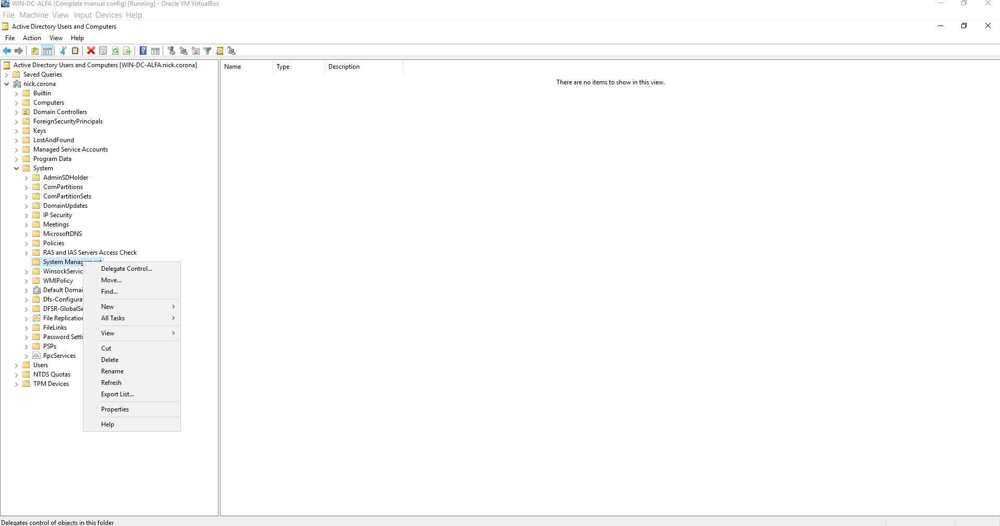 WIN-DC-ALFA (Complete manual config) [Running] - Oracle VM VirtualBox
File Machine View Input Devices Help
Active Directory Users and Computers
File Action View Help
Active Directory Users and Computers [WIN-DC-ALFA.nick.corona]
Saved Queries
nick.corona
Builtin
Computers
Domain Controllers
ForeignSecurityPrincipals
Keys
LostAndFound
Managed Service Accounts
Program Data
System
AdminSDHolder
ComPartitions
ComPartitionSets
DomainUpdates
IP Security
Meetings
MicrosoftDNS
Policies
RAS and IAS Servers Access Check
System Management
WinsockServic
WMIPolicy
Default Domai
Dfs-Configurat
DFSR-GlobalSe
File Replication
FileLinks
Password Setti
PSPs
RpcServices
Users
NTDS Quotas
TPM Devices
Delegate Control...
Move...
Find...
New
All Tasks
View
Cut
Delete
Rename
Refresh
Export List...
Properties
Help
Name Type Description
There are no items to show in this view.
Delegates control of objects in this folder